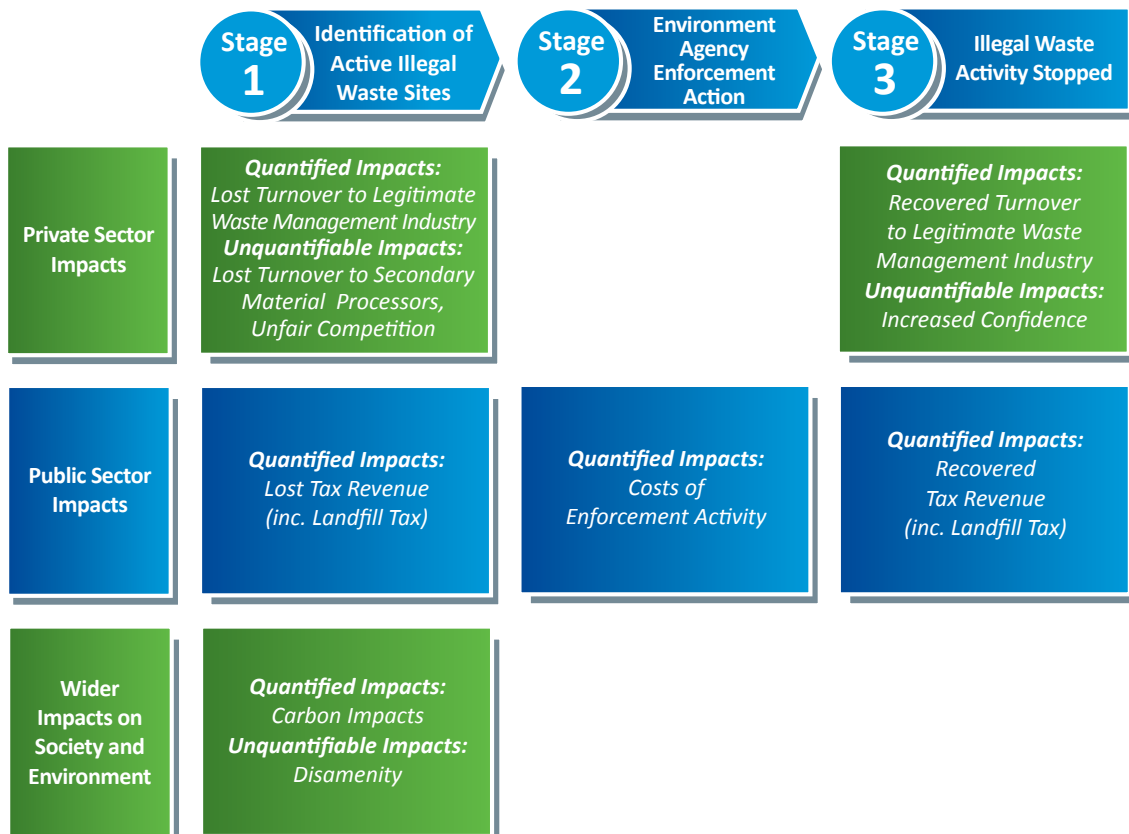 Stage
1
Identification of
Active Illegal
Waste Sites
Stage
2
Environment
Agency
Enforcement
Action
Stage
3
Illegal Waste
Activity Stopped
Private Sector
Impacts
Quantified Impacts:
Lost Turnover to Legitimate
Waste Management Industry
Unquantifiable Impacts:
Lost Turnover to Secondary
Material Processors,
Unfair Competition
Quantified Impacts:
Recovered Turnover
to Legitimate Waste
Management Industry
Unquantifiable Impacts:
Increased Confidence
Public Sector
Impacts
Quantified Impacts:
Lost Tax Revenue
(inc. Landfill Tax)
Quantified Impacts:
Costs of
Enforcement Activity
Quantified Impacts:
Recovered
Tax Revenue
(inc. Landfill Tax)
Wider
Impacts on
Society and
Environment
Quantified Impacts:
Carbon Impacts
Unquantifiable Impacts:
Disamenity